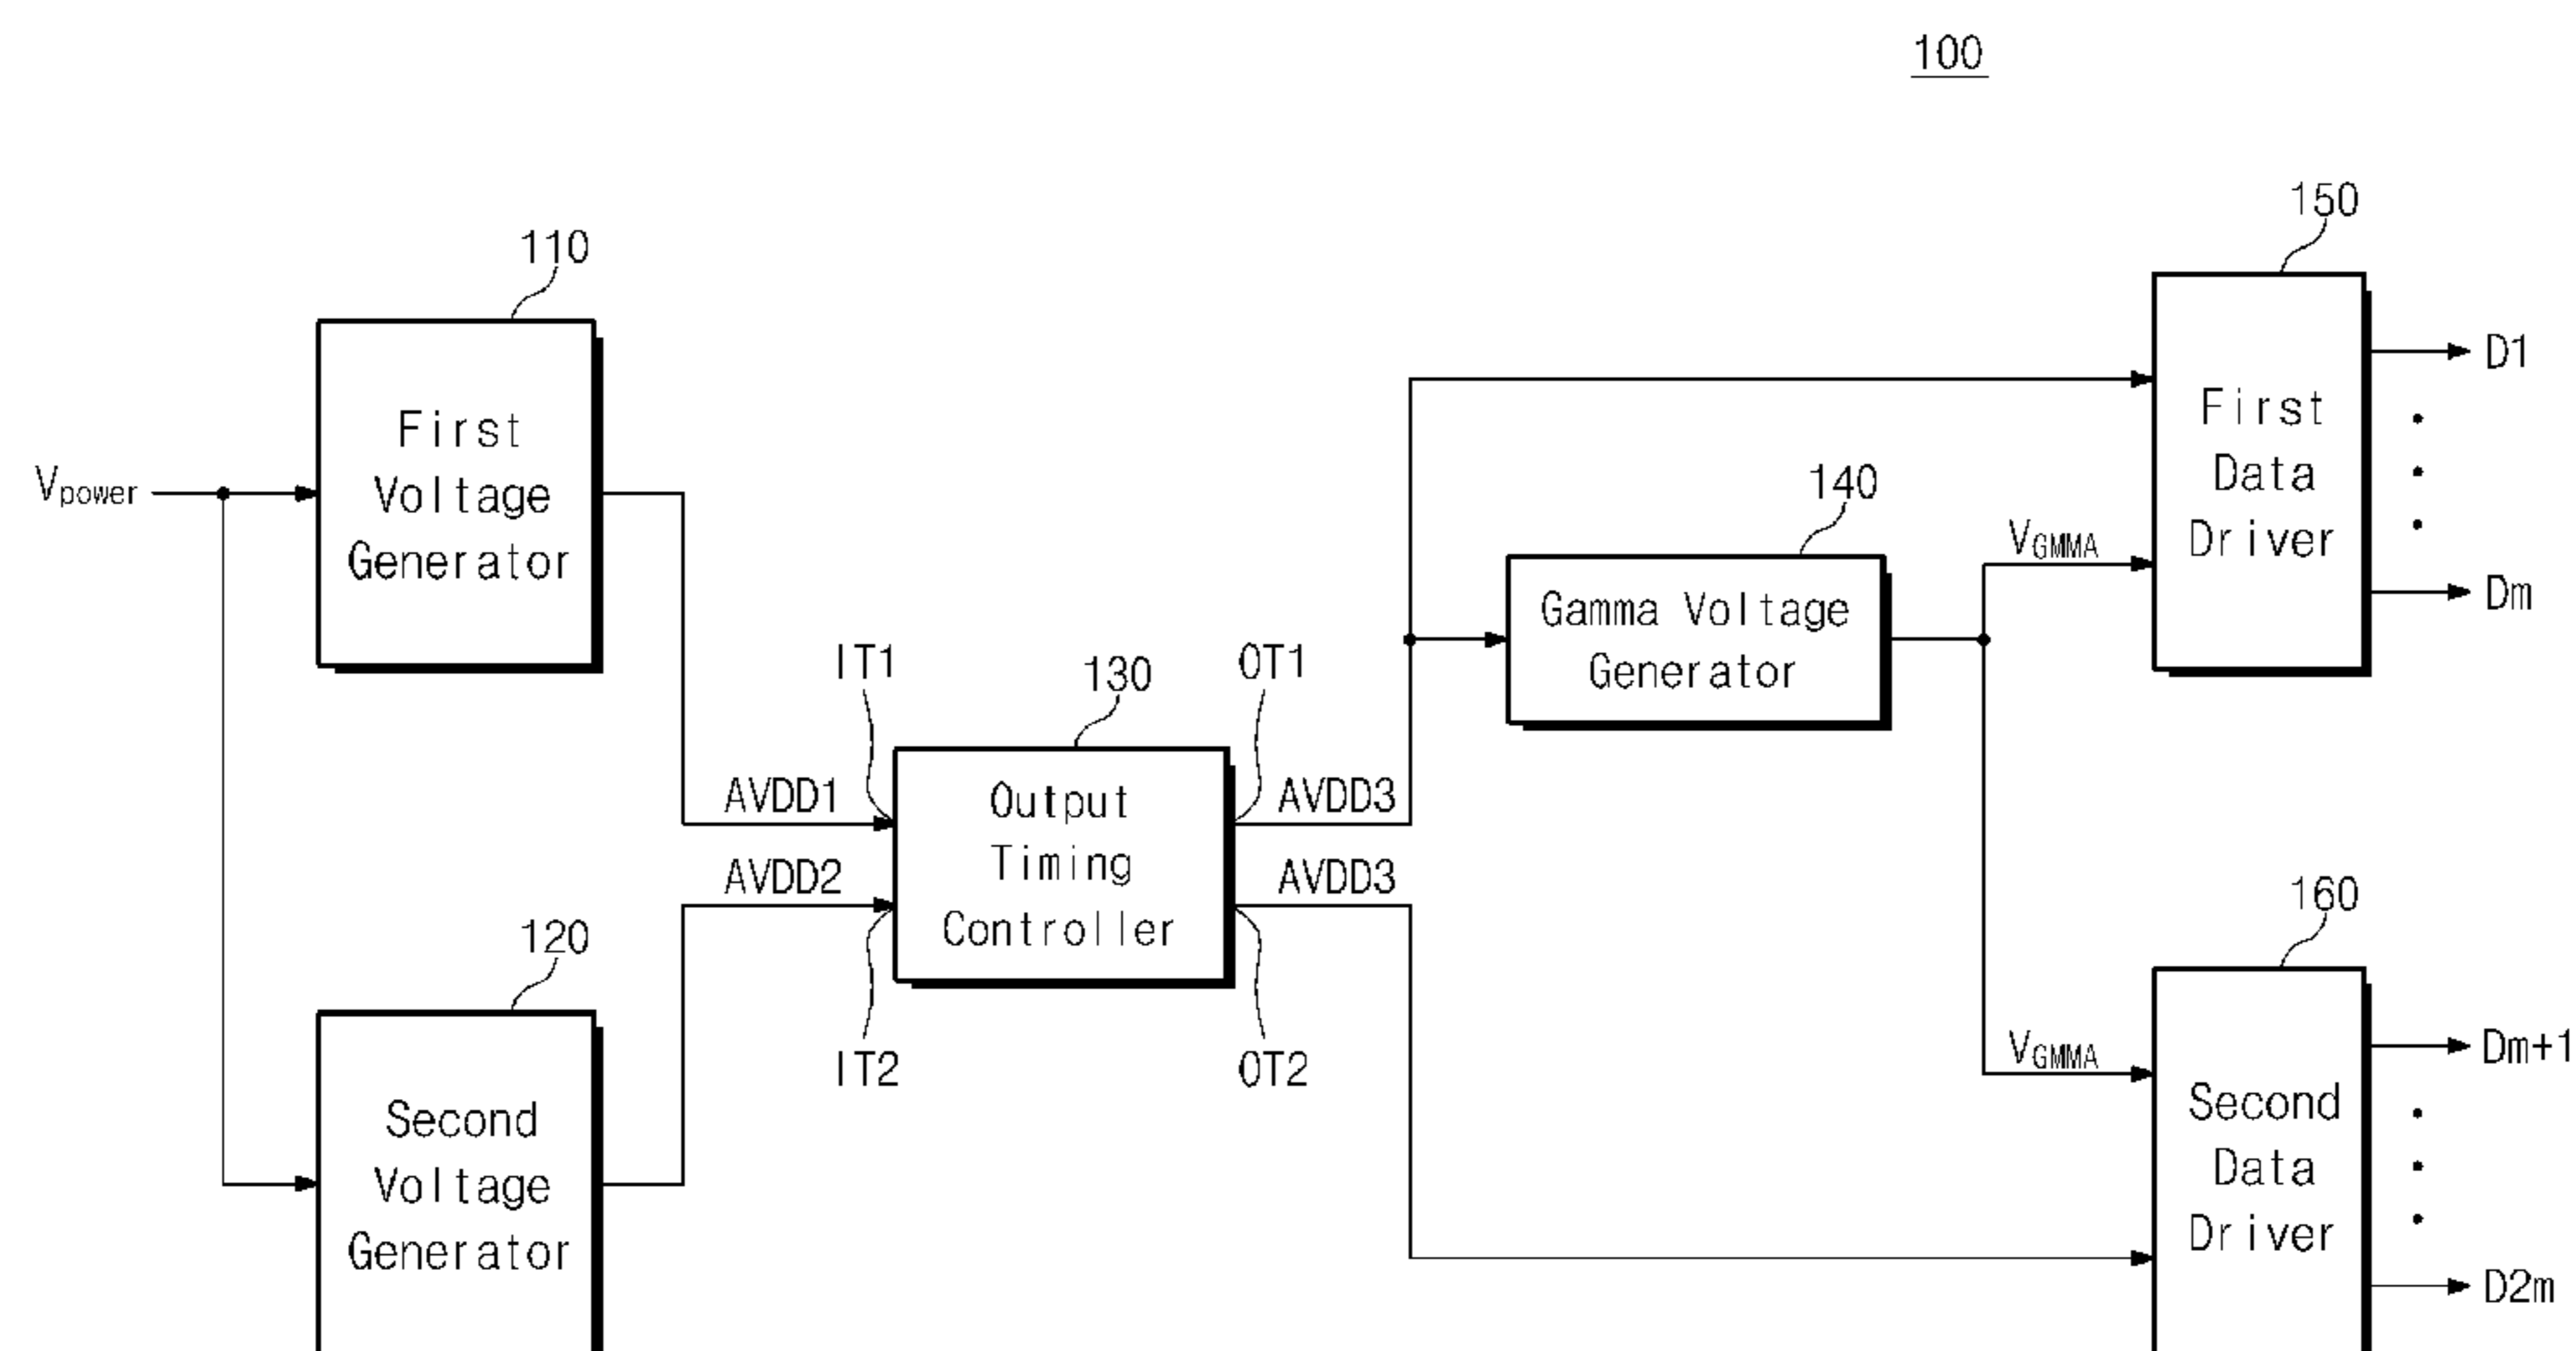 100
150
110
First
Voltage
Generator
Vpower
D1
First
Data
Driver
Dm
140
VGMMA
Gamma Voltage
Generator
IT1
130
OT1
AVDD1
Output
Timing
Controller
AVDD3
AVDD2
AVDD3
IT2
OT2
120
Second
Voltage
Generator
160
VGMMA
Dm+1
Second
Data
Driver
D2m